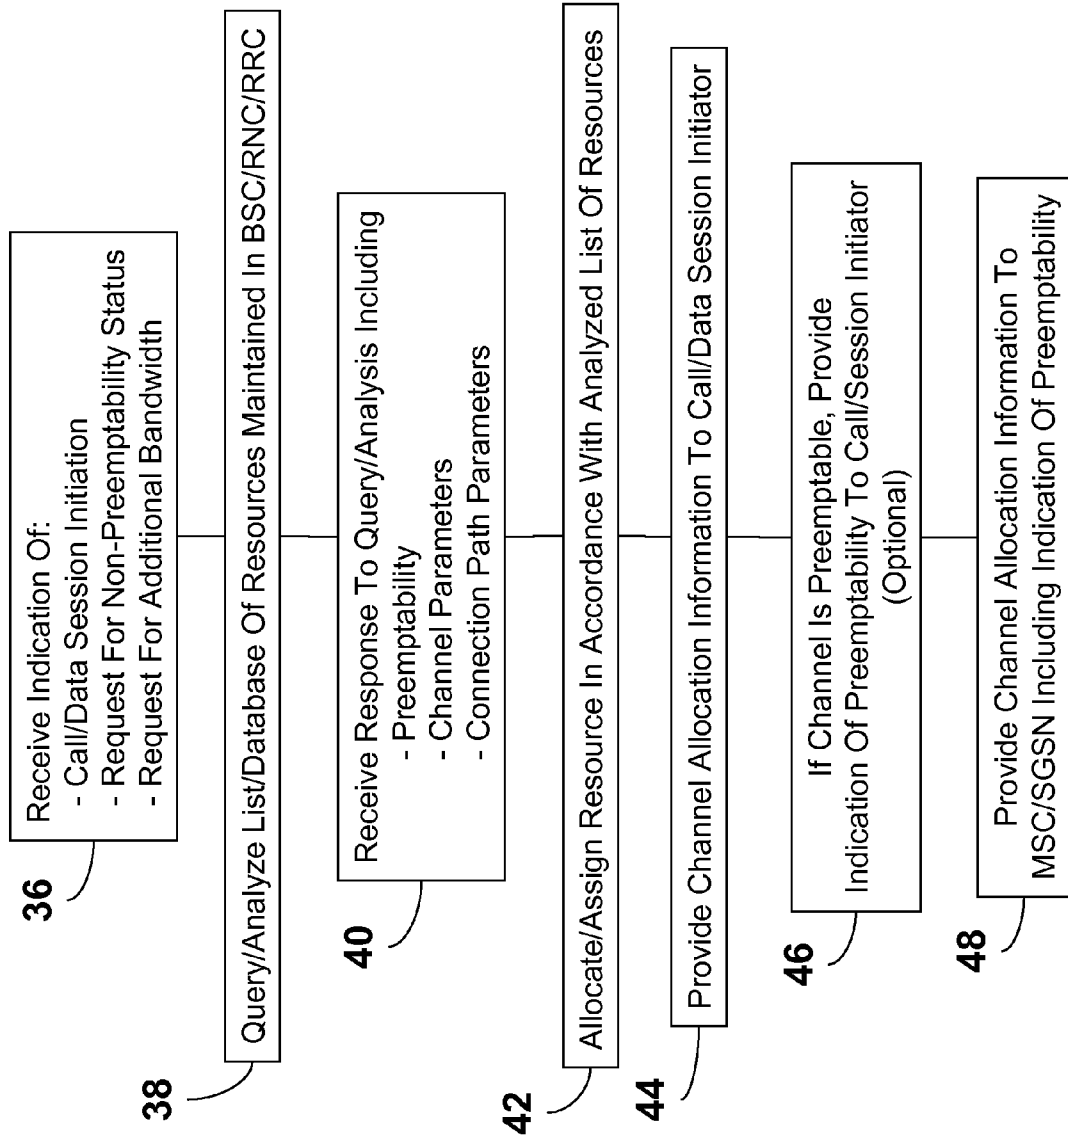 36
Receive Indication Of:
- Call/Data Session Initiation
- Request For Non-Preemptability Status
- Request For Additional Bandwidth
38
Query/Analyze List/Database Of Resources Maintained In BSC/RNC/RRC
40
Receive Response To Query/Analysis Including
- Preemptability
- Channel Parameters
- Connection Path Parameters
42
Allocate/Assign Resource In Accordance With Analyzed List Of Resources
44
Provide Channel Allocation Information To Call/Data Session Initiator
46
If Channel Is Preemptable, Provide
Indication Of Preemptability To Call/Session Initiator
(Optional)
48
Provide Channel Allocation Information To
MSC/SGSN Including Indication Of Preemptability